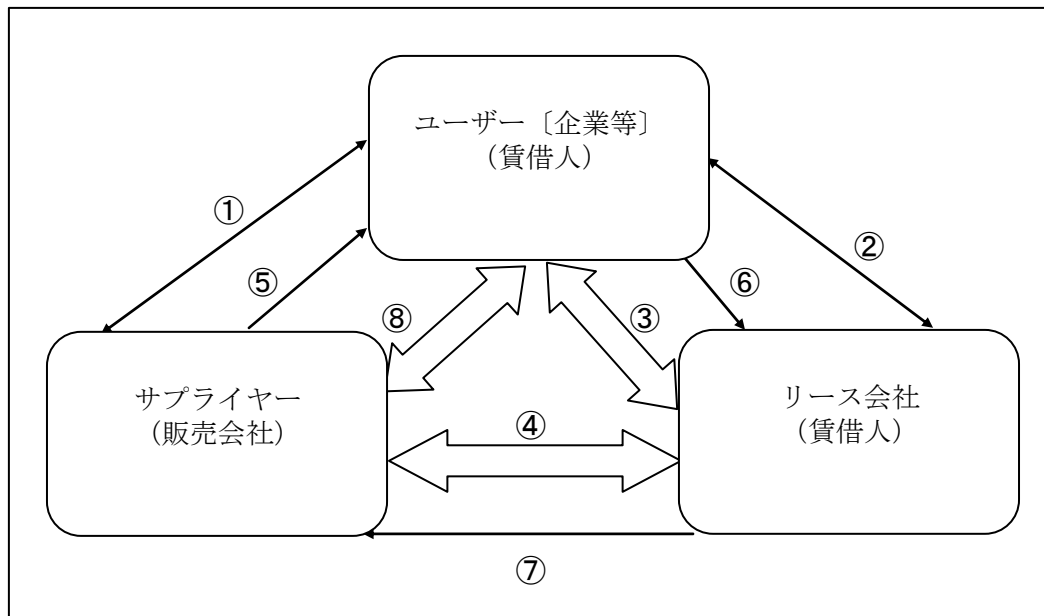 ユーザー〔企業等〕
（賃借人）
①
②
⑤
⑥
⑧
③
サプライヤー
（販売会社）
リース会社
（賃借人）
④
⑦